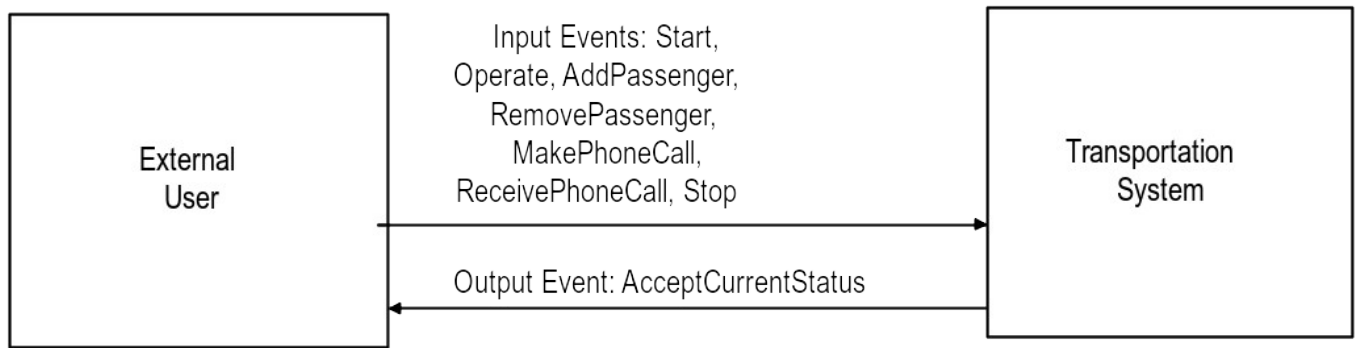 External
User
Input Events: Start,
Operate, AddPassenger,
RemovePassenger,
MakePhoneCall,
ReceivePhoneCall, Stop
Output Event: AcceptCurrentStatus
Transportation
System